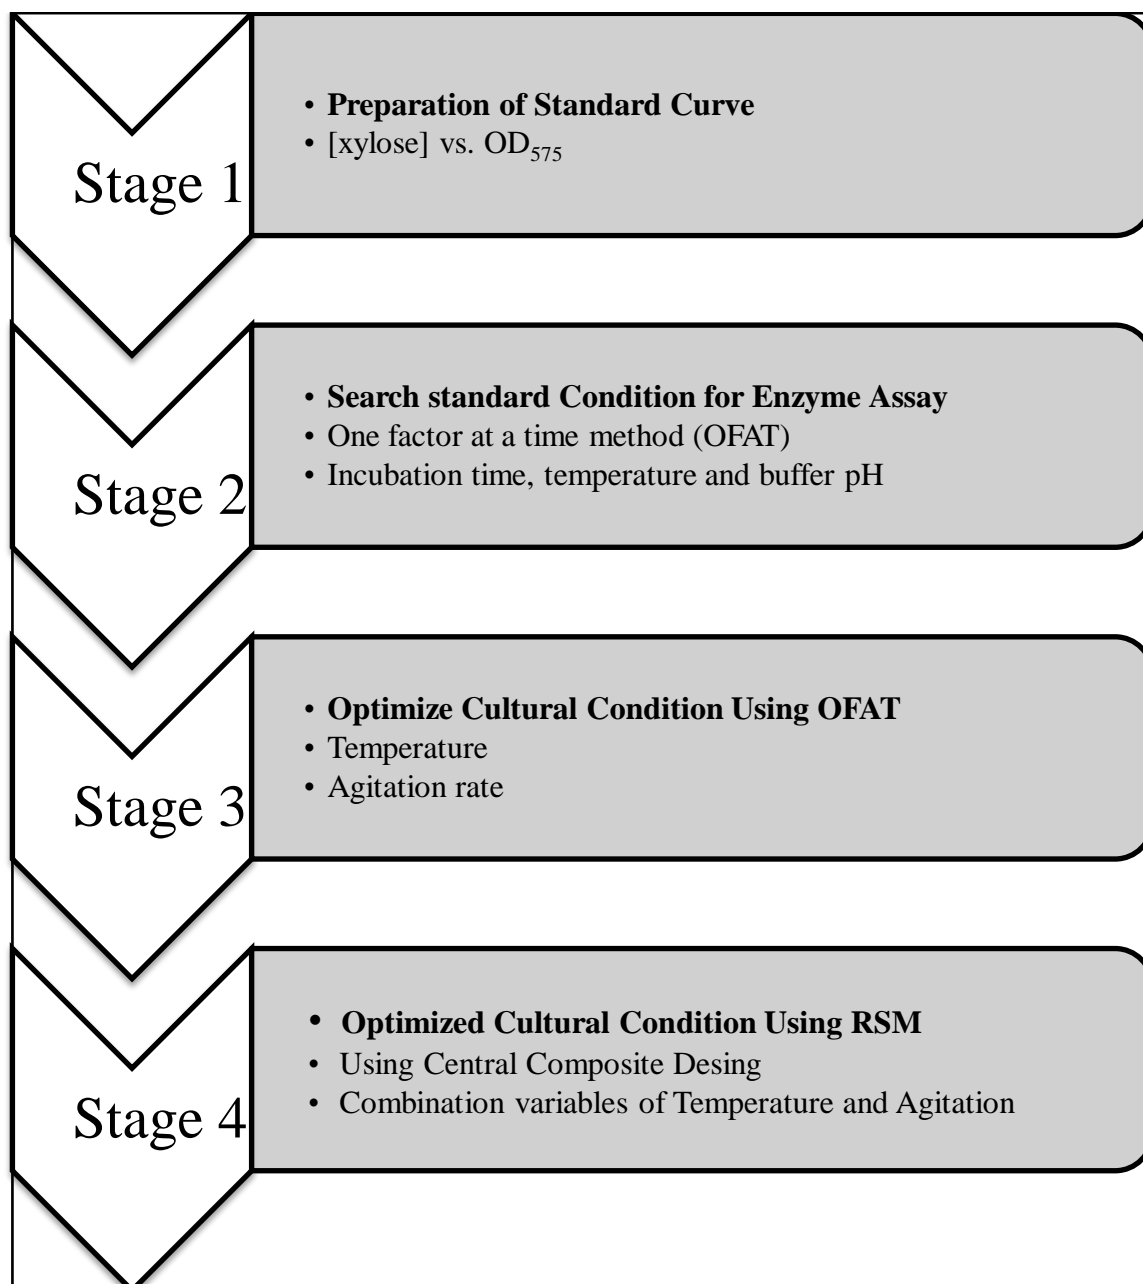 Stage 1
• Preparation of Standard Curve
• [xylose] vs. OD₅₇₅
Stage 2
• Search standard Condition for Enzyme Assay
• One factor at a time method (OFAT)
• Incubation time, temperature and buffer pH
Stage 3
• Optimize Cultural Condition Using OFAT
• Temperature
• Agitation rate
Stage 4
• Optimized Cultural Condition Using RSM
• Using Central Composite Desing
• Combination variables of Temperature and Agitation